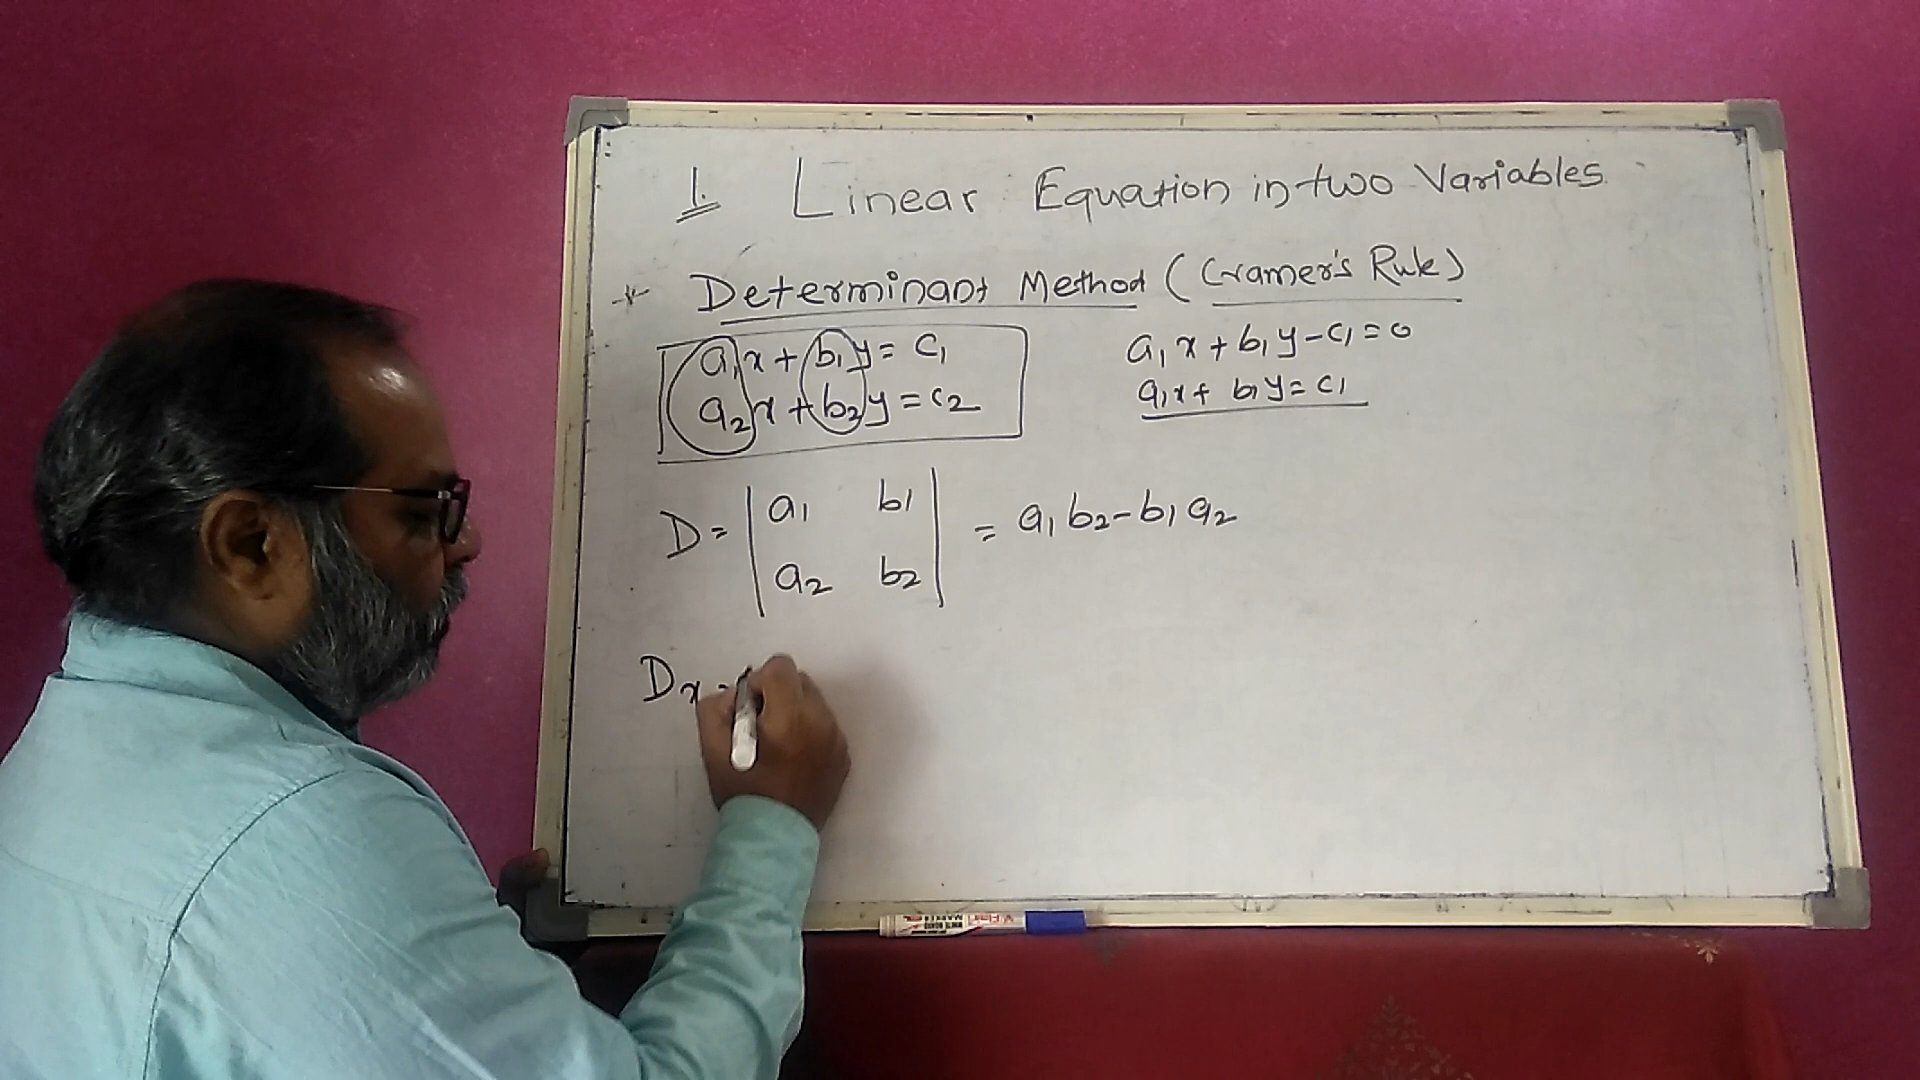 1. Linear Equation in two Variables.
* Determinant Method (Cramer's Rule)
a₁x + b₁y = c₁
a₂x + b₂y = c₂
a₁x + b₁y - c₁ = 0
a₁x + b₁y = c₁
D = | a₁ b₁ | = a₁b₂ - b₁a₂
| a₂ b₂ |
Dx =